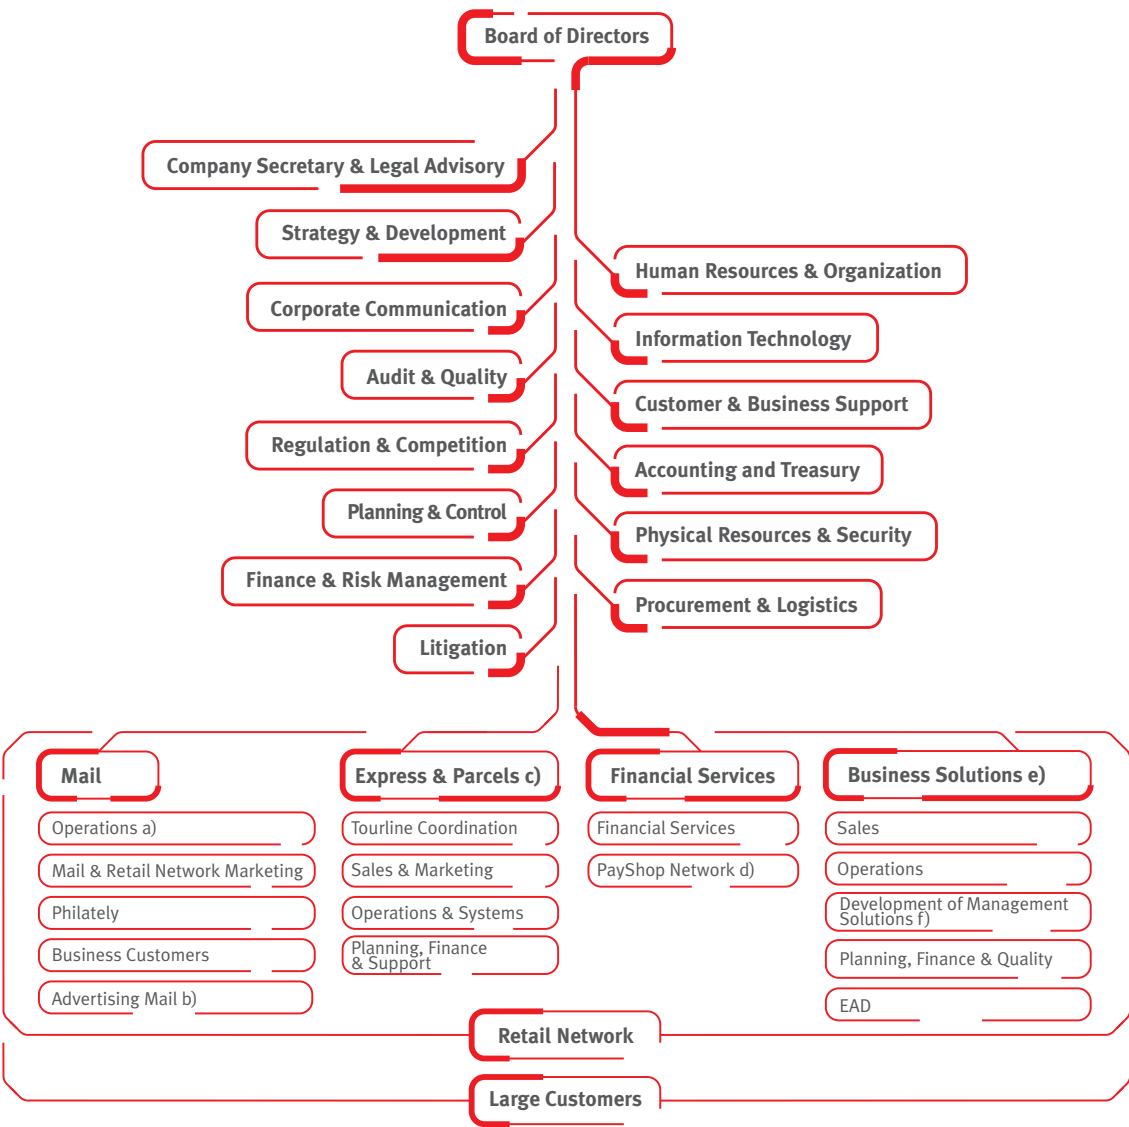 Board of Directors
Company Secretary & Legal Advisory
Strategy & Development
Corporate Communication
Audit & Quality
Regulation & Competition
Planning & Control
Finance & Risk Management
Litigation
Human Resources & Organization
Information Technology
Customer & Business Support
Accounting and Treasury
Physical Resources & Security
Procurement & Logistics
Mail
Operations a)
Mail & Retail Network Marketing
Philately
Business Customers
Advertising Mail b)
Express & Parcels c)
Tourline Coordination
Sales & Marketing
Operations & Systems
Planning, Finance
& Support
Financial Services
Financial Services
PayShop Network d)
Business Solutions e)
Sales
Operations
Development of Management
Solutions f)
Planning, Finance & Quality
EAD
Retail Network
Large Customers